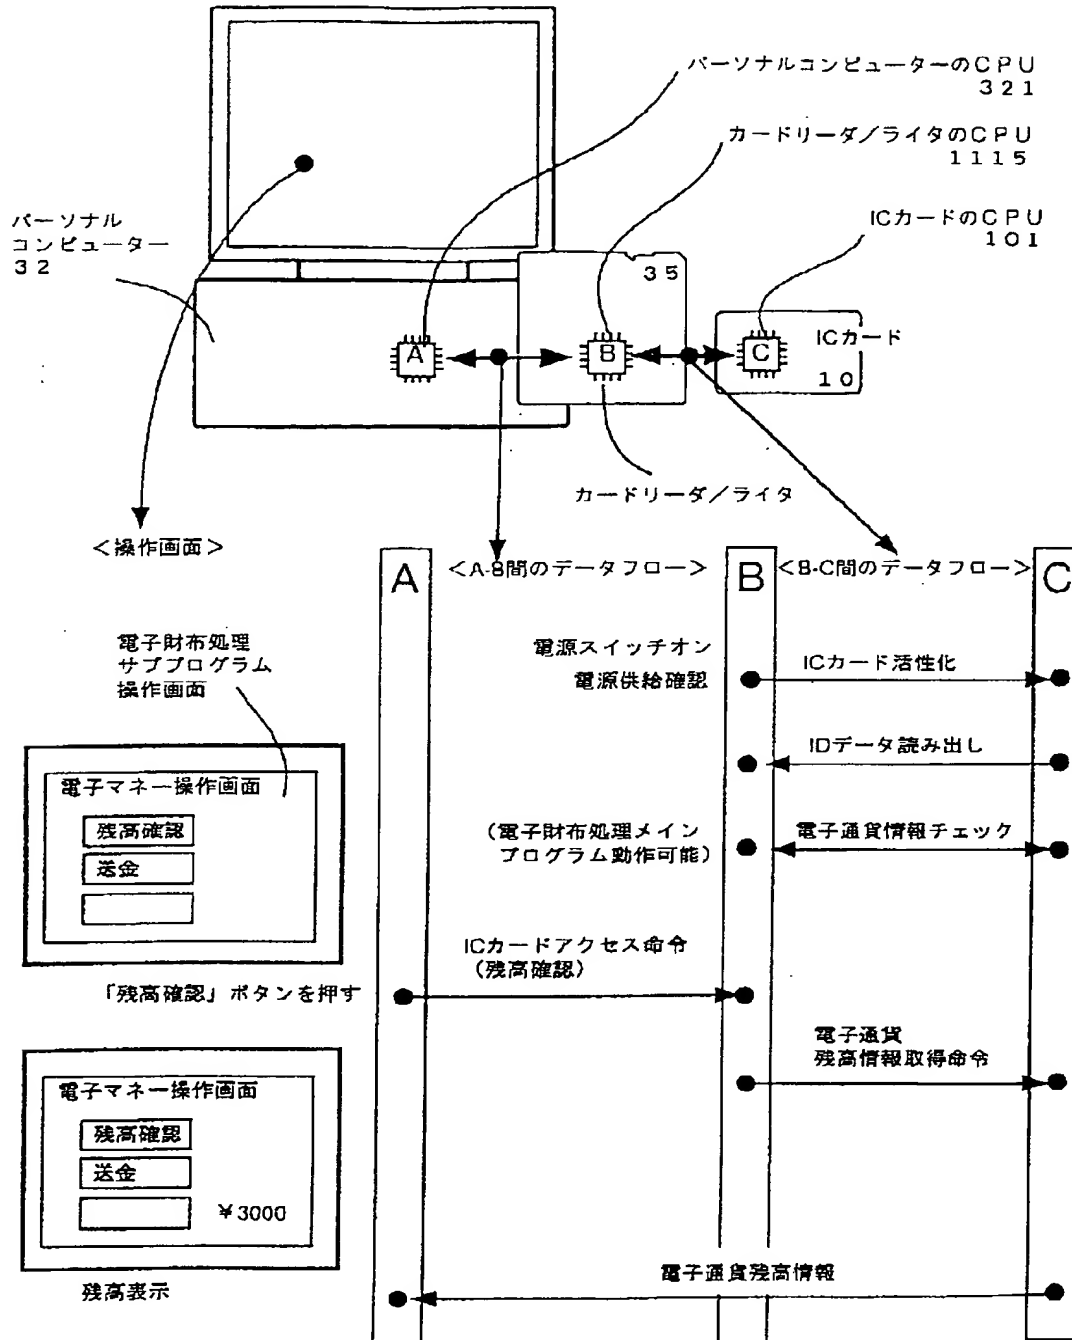 パーソナルコンピューターのCPU
321
カードリーダ/ライタのCPU
1115
ICカードのCPU
101
パーソナル
コンピューター
32
35
A
B
C
ICカード
10
カードリーダ/ライタ
<操作画面>
A
<A-B間のデータフロー>
B
<B-C間のデータフロー>
C
電子財布処理
サブプログラム
操作画面
電源スイッチオン
電源供給確認
ICカード活性化
IDデータ読み出し
電子マネー操作画面
残高確認
送金
(電子財布処理メイン
プログラム動作可能)
電子通貨情報チェック
ICカードアクセス命令
(残高確認)
「残高確認」ボタンを押す
電子通貨
残高情報取得命令
電子マネー操作画面
残高確認
送金
¥3000
残高表示
電子通貨残高情報